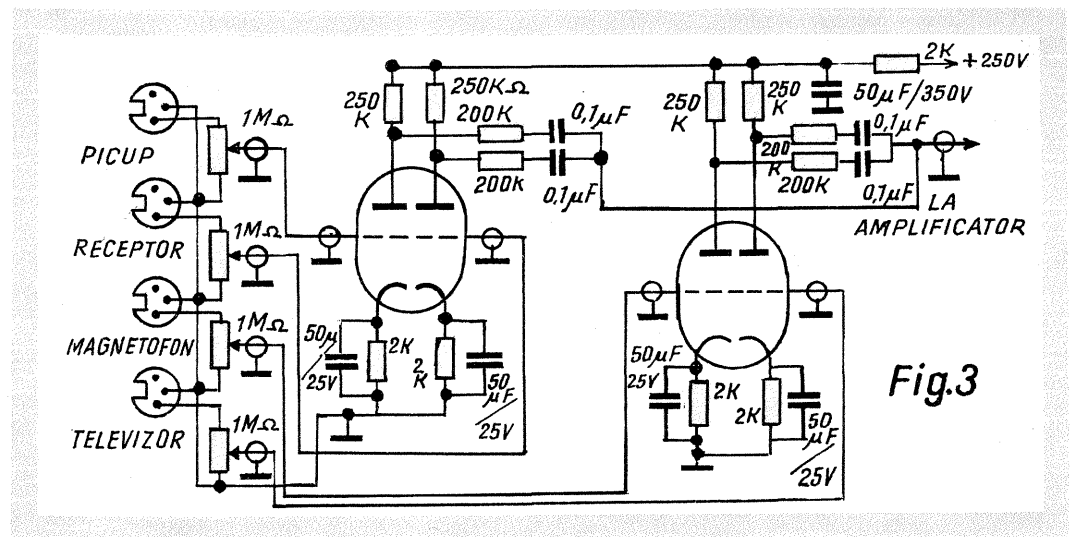 PICUP
RECEPTOR
MAGNETOFON
TELEVIZOR
1MΩ
1MΩ
1MΩ
1MΩ
250
K
250KΩ
200K
200K
0,1μF
0,1μF
50μ
/25V
2K
2
K
50
μF
/25V
250
K
250
K
200
K
200K
0,1μF
0,1μF
2K
+250V
50μF/350V
LA
AMPLIFICATOR
50μF
25V
2K
2K
50
μF
/25V
Fig.3